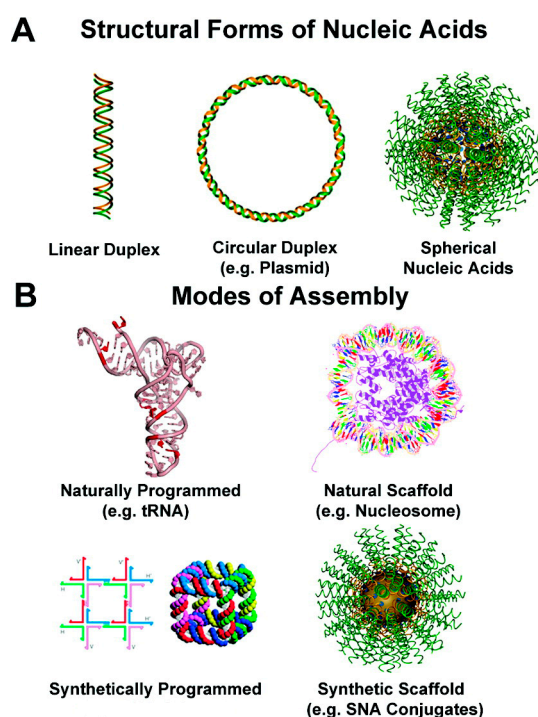 A Structural Forms of Nucleic Acids
Linear Duplex
Circular Duplex
(e.g. Plasmid)
Spherical
Nucleic Acids
B Modes of Assembly
Naturally Programmed
(e.g. tRNA)
Natural Scaffold
(e.g. Nucleosome)
V'
H
H'
H
H'
V
V
Synthetically Programmed
Synthetic Scaffold
(e.g. SNA Conjugates)